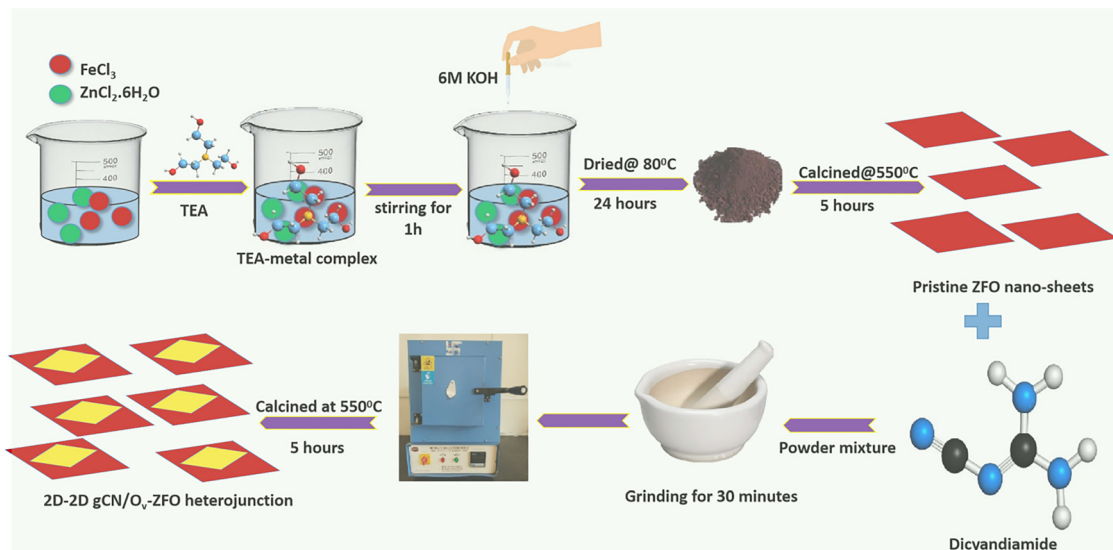 FeCl₃
ZnCl₂.6H₂O
6M KOH
500
400
500
400
500
400
TEA
stirring for
1h
Dried@ 80⁰C
24 hours
Calcined@550⁰C
5 hours
TEA-metal complex
Pristine ZFO nano-sheets
Calcined at 550⁰C
5 hours
Powder mixture
2D-2D gCN/Oᵥ-ZFO heterojunction
Grinding for 30 minutes
Dicyandiamide